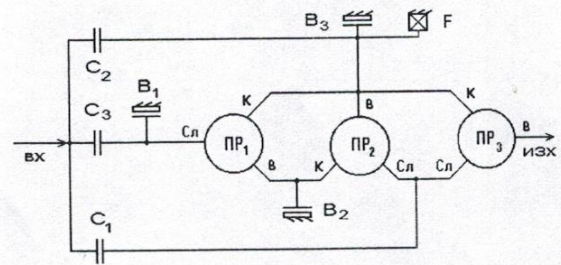 B₃ F
C₂
B₁
C₃
К В К
Сл ПР₁ ПР₂ ПР₃ В
вх изх
В К Сл Сл
B₂
C₁